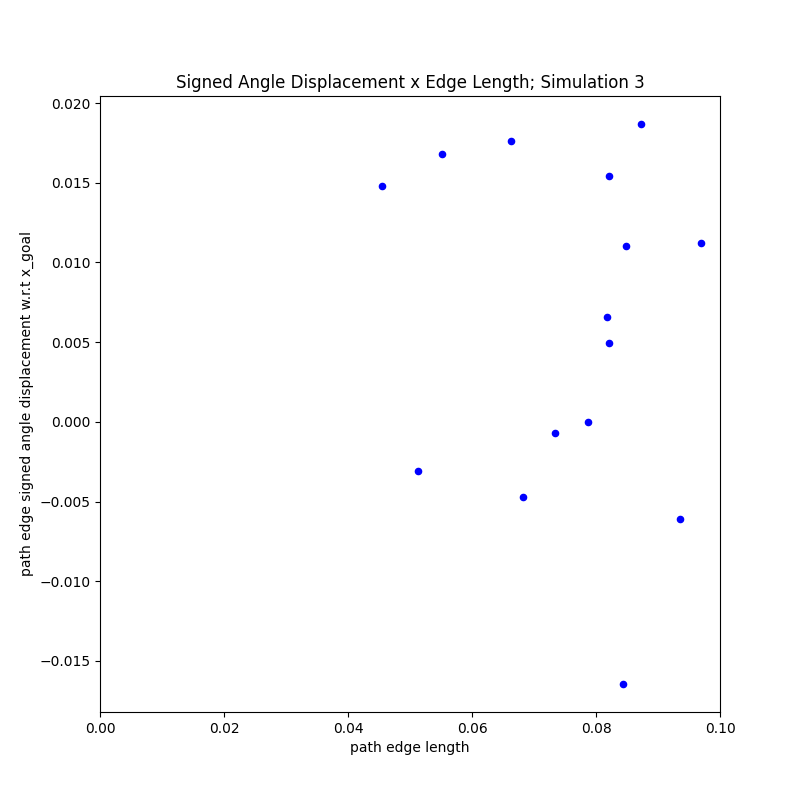 Signed Angle Displacement x Edge Length; Simulation 3
0.020
0.015
0.010
0.005
0.000
−0.005
−0.010
−0.015
path edge signed angle displacement w.r.t x_goal
0.00 0.02 0.04 0.06 0.08 0.10
path edge length